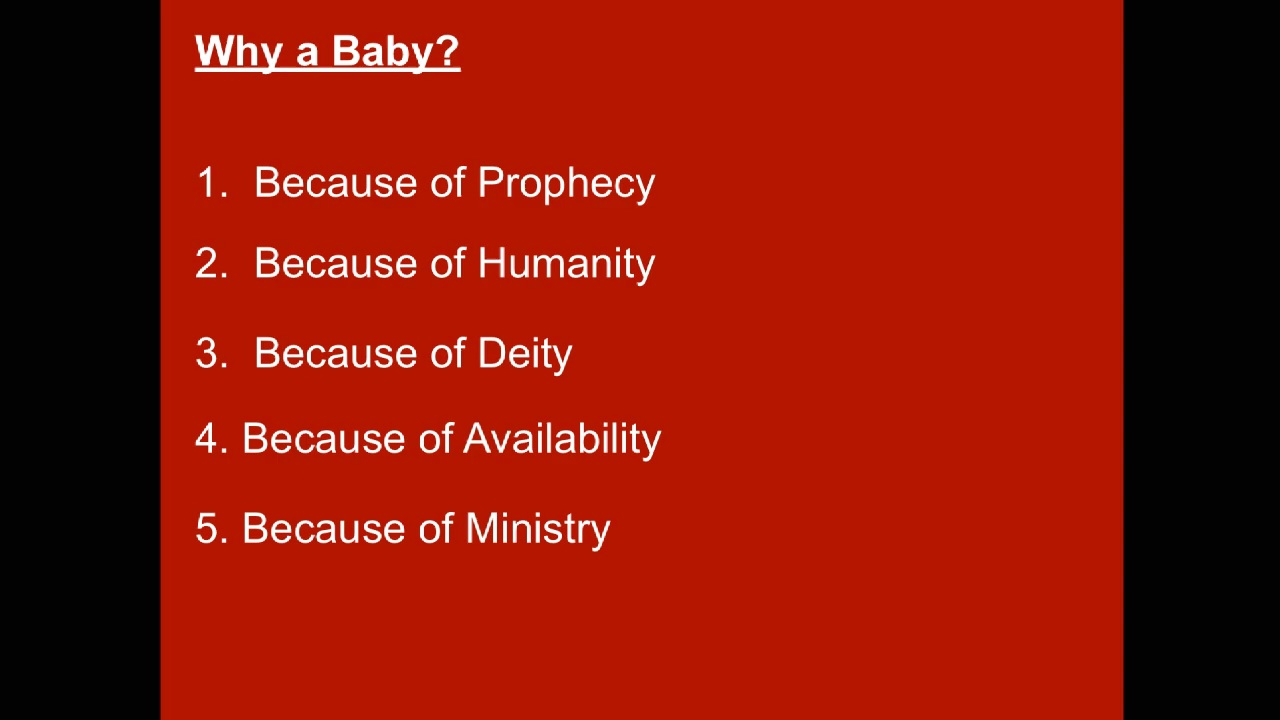 Why a Baby?
1. Because of Prophecy
2. Because of Humanity
3. Because of Deity
4. Because of Availability
5. Because of Ministry